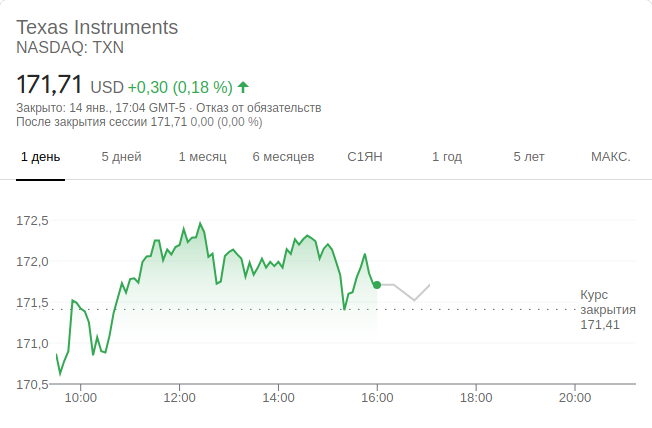 Texas Instruments
NASDAQ: TXN
171,71 USD +0,30 (0,18 %)
Закрыто: 14 янв., 17:04 GMT-5 · Отказ от обязательств
После закрытия сессии 171,71 0,00 (0,00 %)
1 день 5 дней 1 месяц 6 месяцев С1ЯН 1 год 5 лет МАКС.
172,5
172,0
171,5
171,0
170,5
Курс
закрытия
171,41
10:00 12:00 14:00 16:00 18:00 20:00